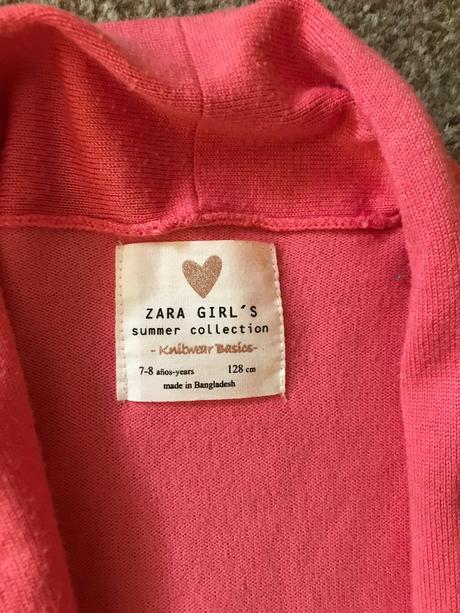 ZARA GIRL´S
summer collection
- Knitwear Basics-
7-8 años-years 128 cm
made in Bangladesh